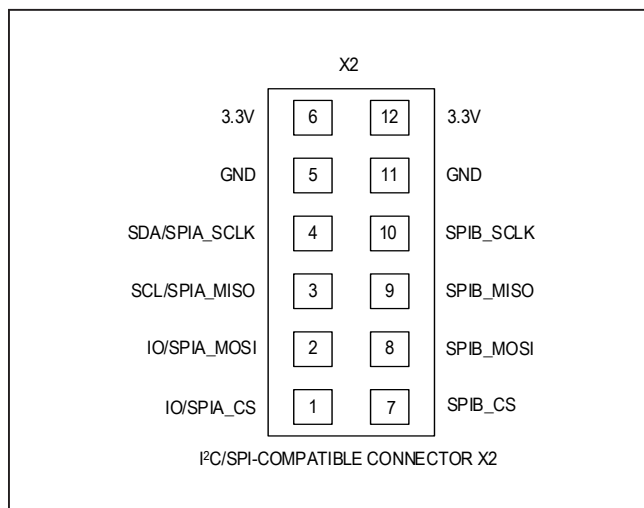 X2
3.3V 6 12 3.3V
GND 5 11 GND
SDA/SPIA_SCLK 4 10 SPIB_SCLK
SCL/SPIA_MISO 3 9 SPIB_MISO
IO/SPIA_MOSI 2 8 SPIB_MOSI
IO/SPIA_CS 1 7 SPIB_CS
I²C/SPI-COMPATIBLE CONNECTOR X2